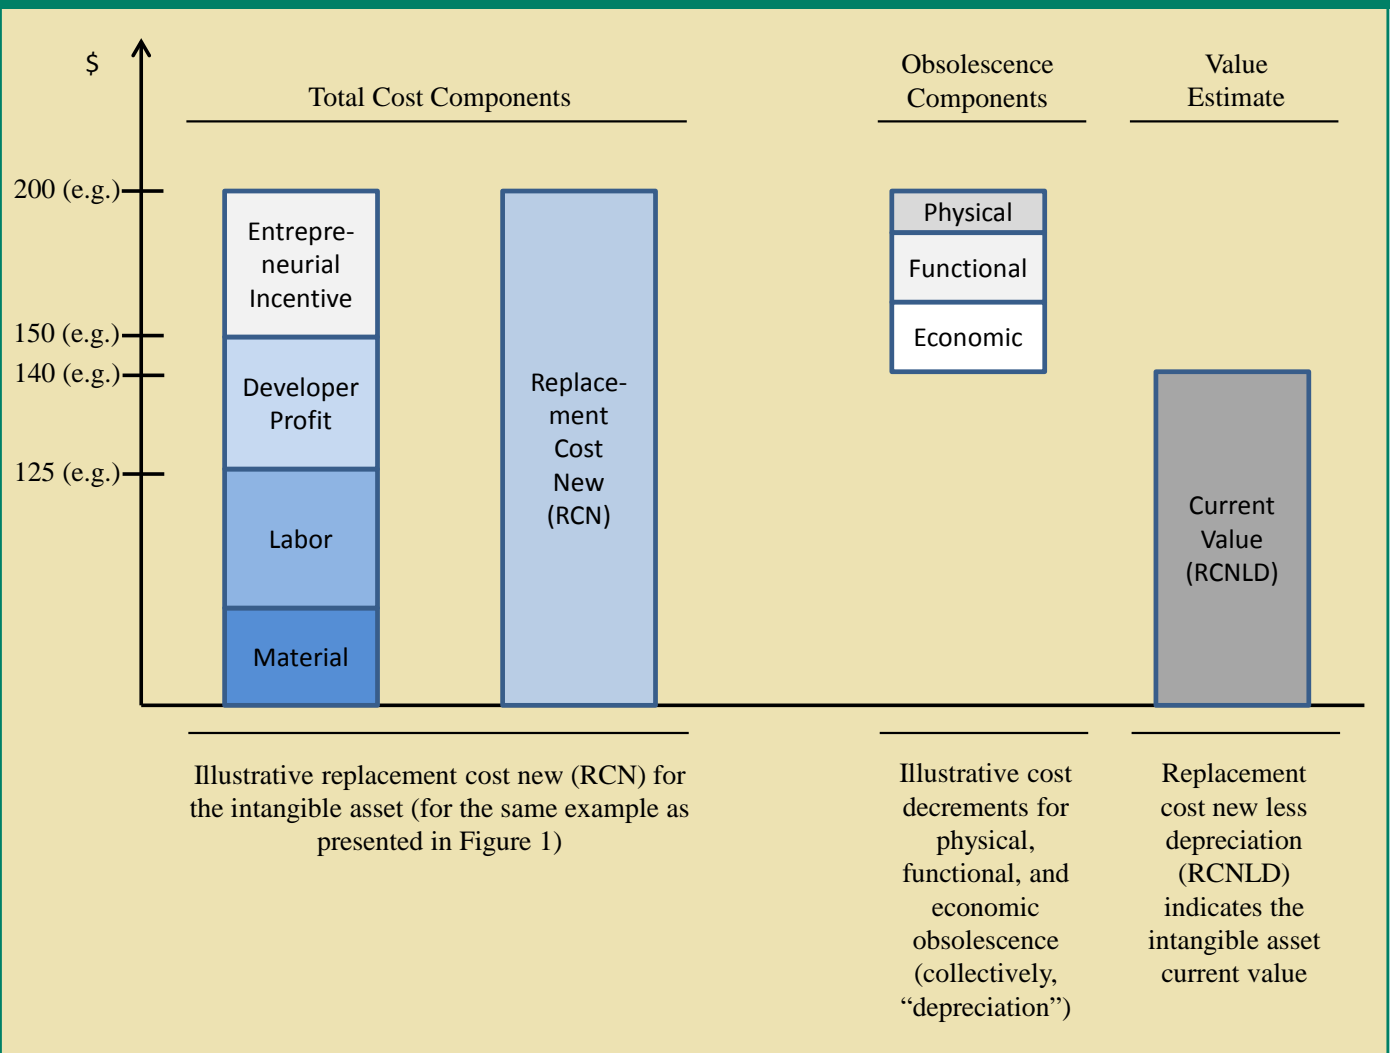 $
Total Cost Components
Obsolescence
Components
Value
Estimate
200 (e.g.)
150 (e.g.)
140 (e.g.)
125 (e.g.)
Entrepre-
neurial
Incentive
Developer
Profit
Labor
Material
Replace-
ment
Cost
New
(RCN)
Physical
Functional
Economic
Current
Value
(RCNLD)
Illustrative replacement cost new (RCN) for
the intangible asset (for the same example as
presented in Figure 1)
Illustrative cost
decrements for
physical,
functional, and
economic
obsolescence
(collectively,
“depreciation”)
Replacement
cost new less
depreciation
(RCNLD)
indicates the
intangible asset
current value